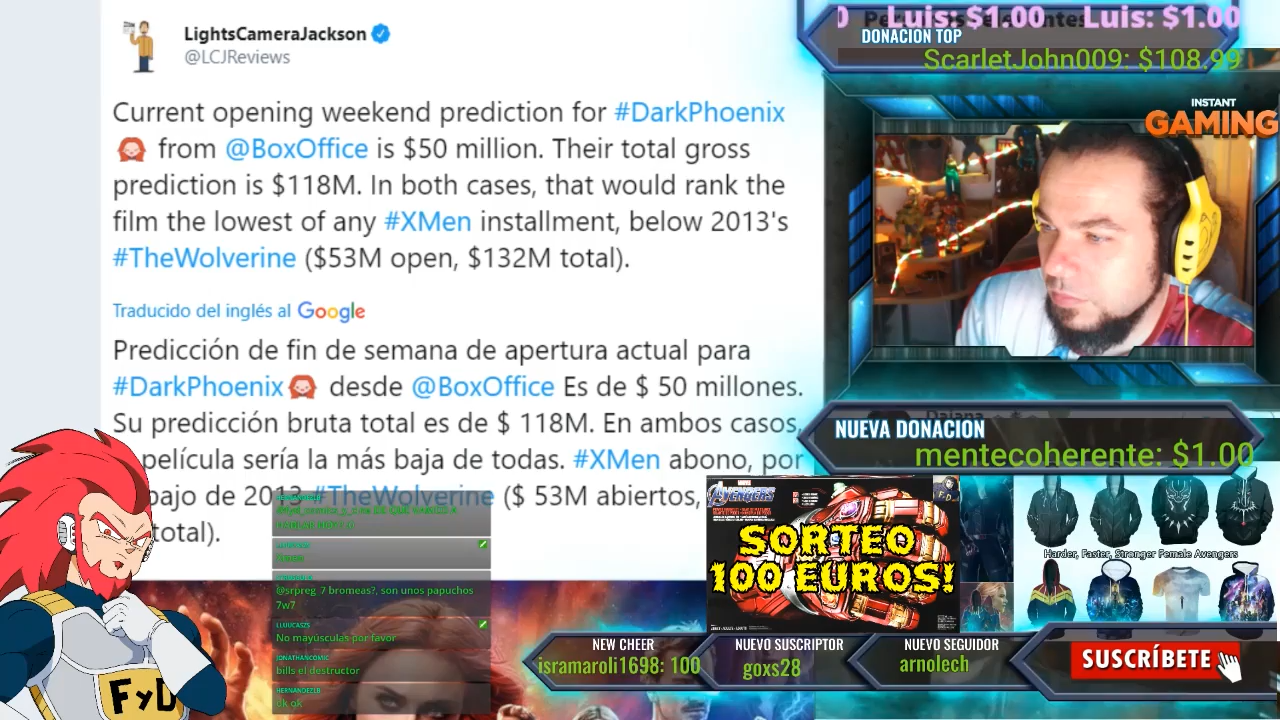 LightsCameraJackson
@LCJReviews
Current opening weekend prediction for #DarkPhoenix
from @BoxOffice is $50 million. Their total gross
prediction is $118M. In both cases, that would rank the
film the lowest of any #XMen installment, below 2013's
#TheWolverine ($53M open, $132M total).
Traducido del inglés al Google
Predicción de fin de semana de apertura actual para
#DarkPhoenix desde @BoxOffice Es de $ 50 millones.
Su predicción bruta total es de $ 118M. En ambos casos,
película sería la más baja de todas. #XMen abono, por
bajo de 2013 #TheWolverine ($ 53M abiertos,
total).
Luis: $1.00 Luis: $1.00
DONACION TOP
ScarletJohn009: $108.99
INSTANT
GAMING
NUEVA DONACION
mentecoherente: $1.00
MARVEL
AVENGERS
SORTEO
100 EUROS!
Harder, Faster, Stronger Female Avengers
@srpreg_7 bromeas?, son unos papuchos
7w7
No mayúsculas por favor
JONATHANCOMIC
bills el destructor
HERNANDEZLB
ok ok
FyD
NEW CHEER
isramaroli1698: 100
NUEVO SUSCRIPTOR
goxs28
NUEVO SEGUIDOR
arnolech
SUSCRÍBETE